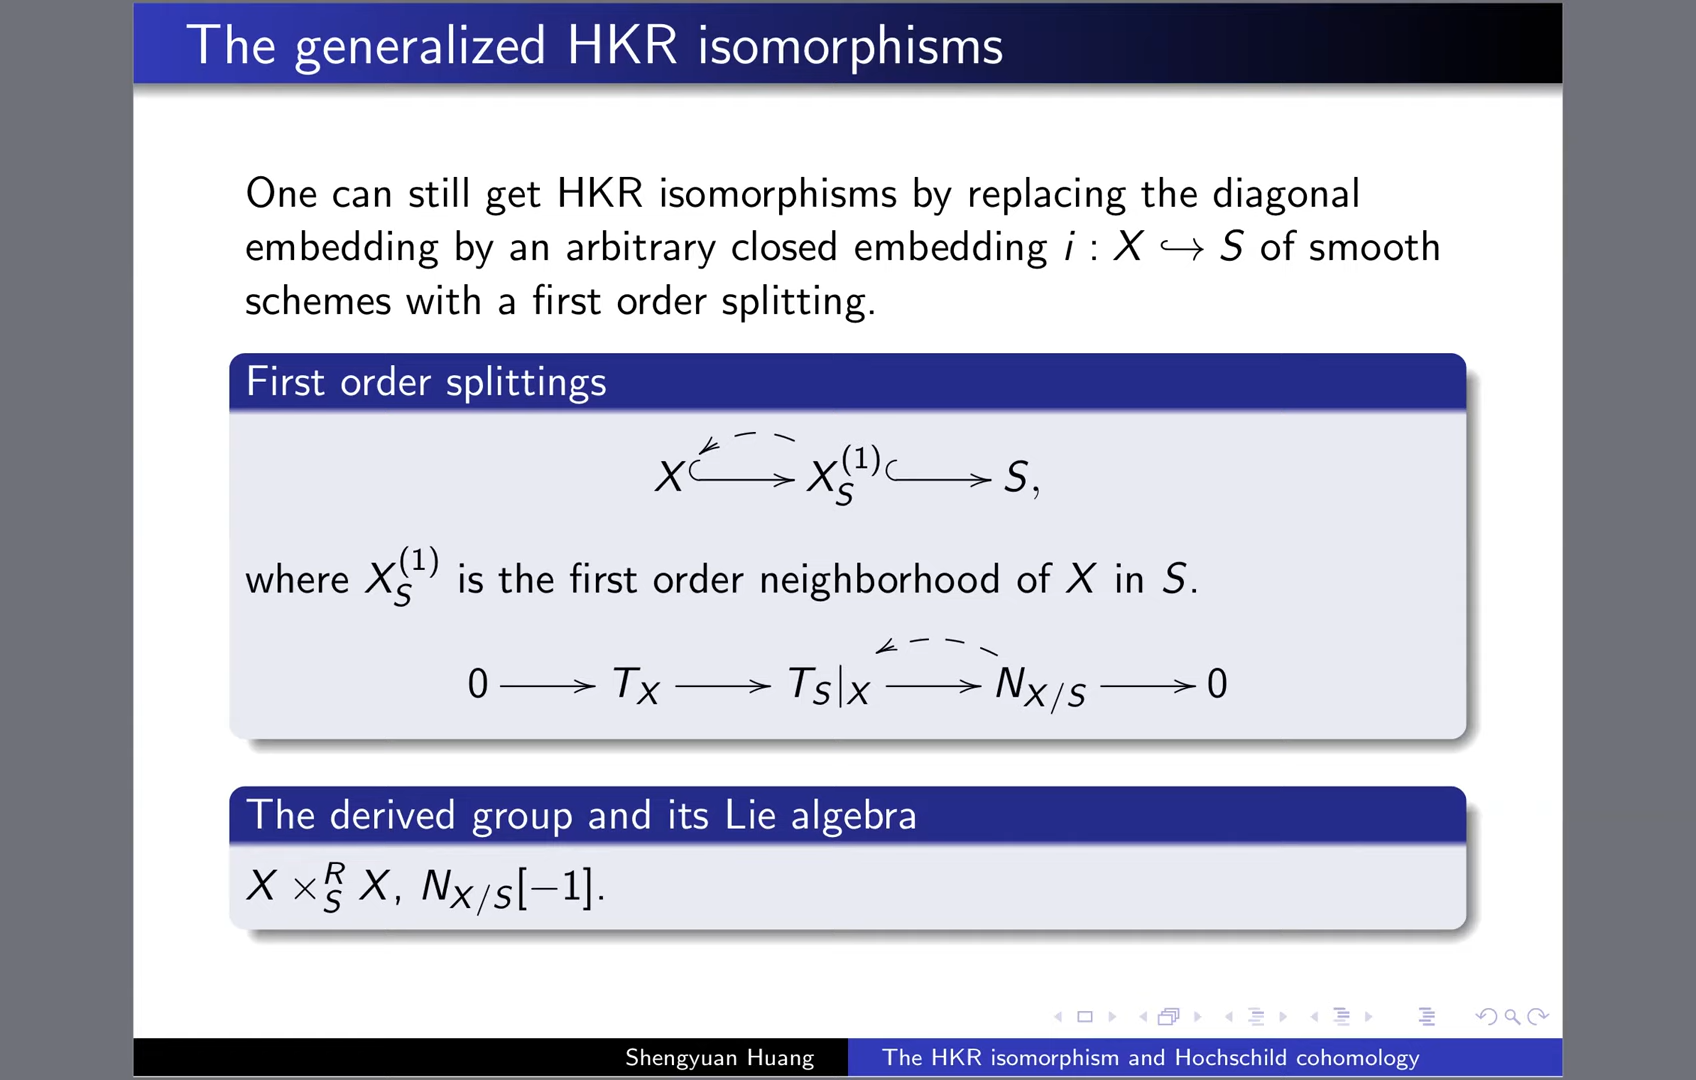 The generalized HKR isomorphisms
One can still get HKR isomorphisms by replacing the diagonal
embedding by an arbitrary closed embedding i : X ↪ S of smooth
schemes with a first order splitting.
First order splittings
X ↪ X_S^{(1)} ↪ S,
where X_S^{(1)} is the first order neighborhood of X in S.
0 ⟶ T_X ⟶ T_S|_X ⟶ N_{X/S} ⟶ 0
The derived group and its Lie algebra
X ×_S^R X, N_{X/S}[−1].
Shengyuan Huang
The HKR isomorphism and Hochschild cohomology